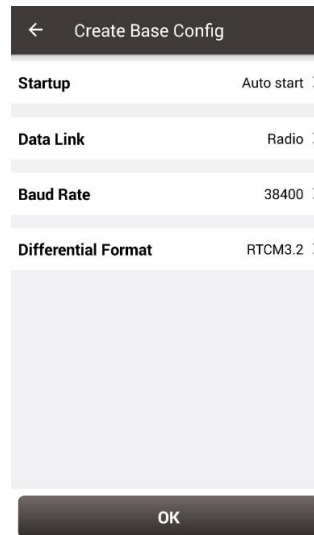 Create Base Config
Startup Auto start
Data Link Radio
Baud Rate 38400
Differential Format RTCM3.2
OK